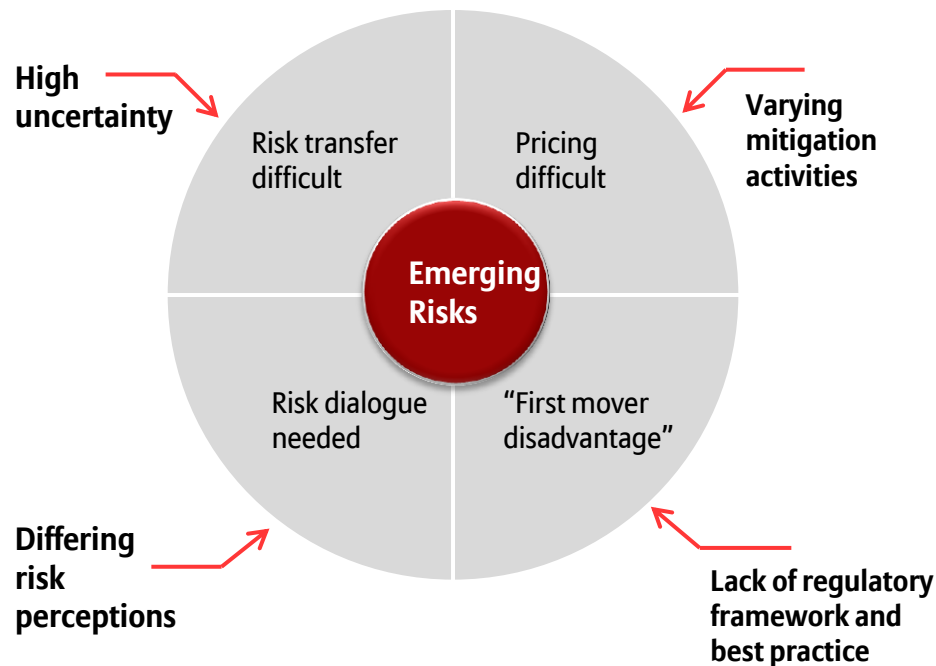 High
uncertainty
Risk transfer
difficult
Pricing
difficult
Varying
mitigation
activities
Emerging
Risks
Risk dialogue
needed
“First mover
disadvantage”
Differing
risk
perceptions
Lack of regulatory
framework and
best practice